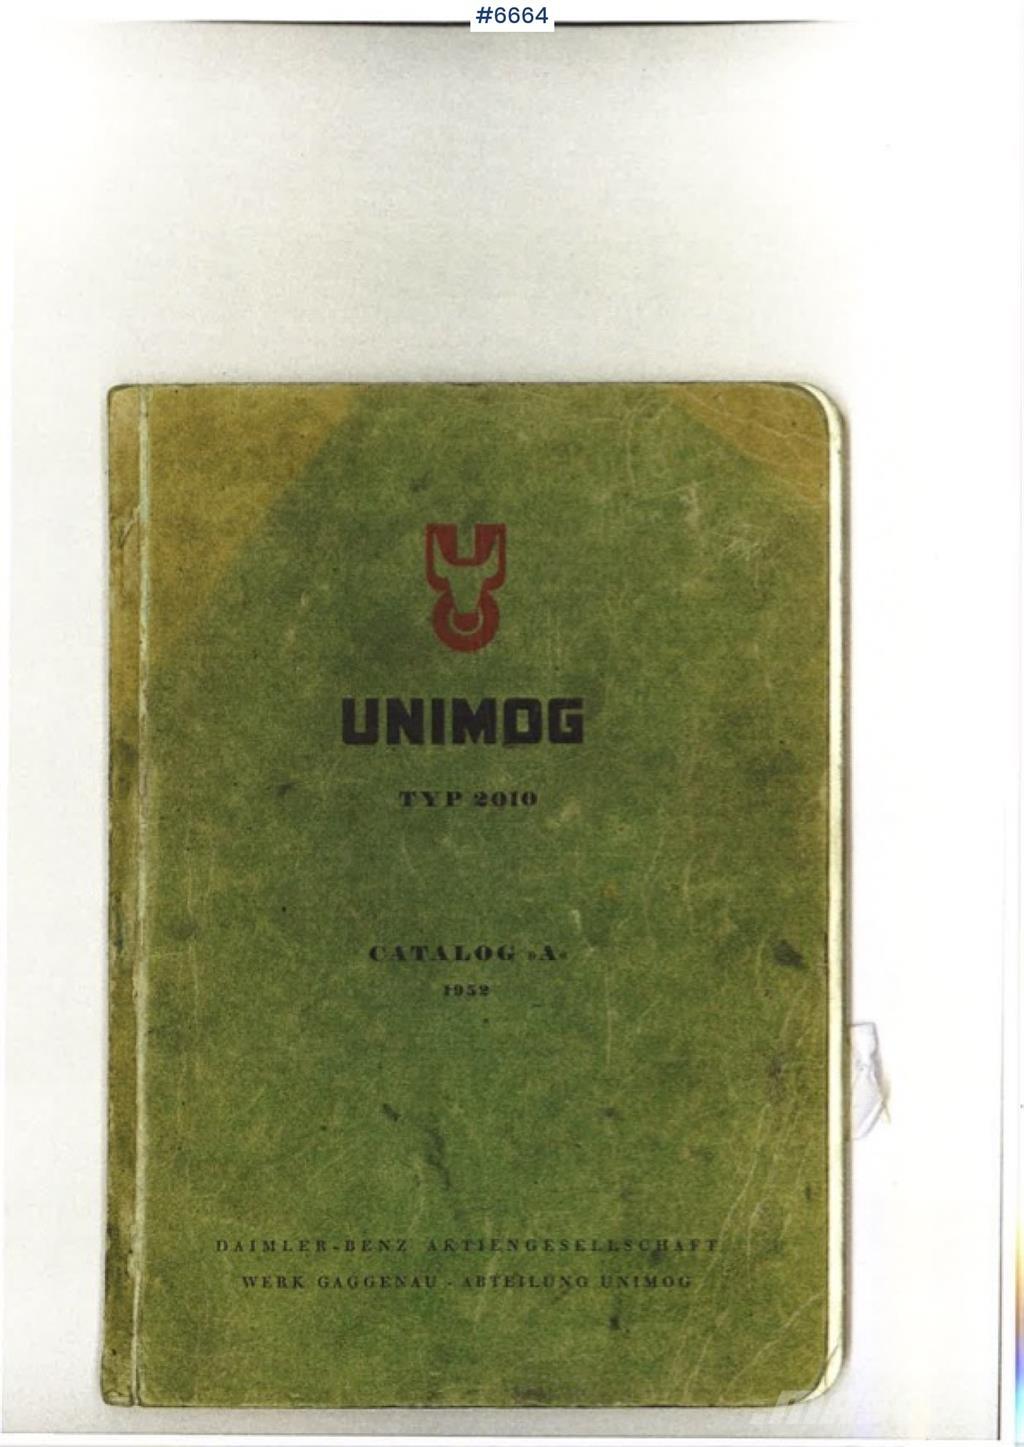 #6664
UNIMOG
TYP 2010
CATALOG »A«
1952
DAIMLER-BENZ AKTIENGESELLSCHAFT
WERK GAGGENAU - ABTEILUNG UNIMOG